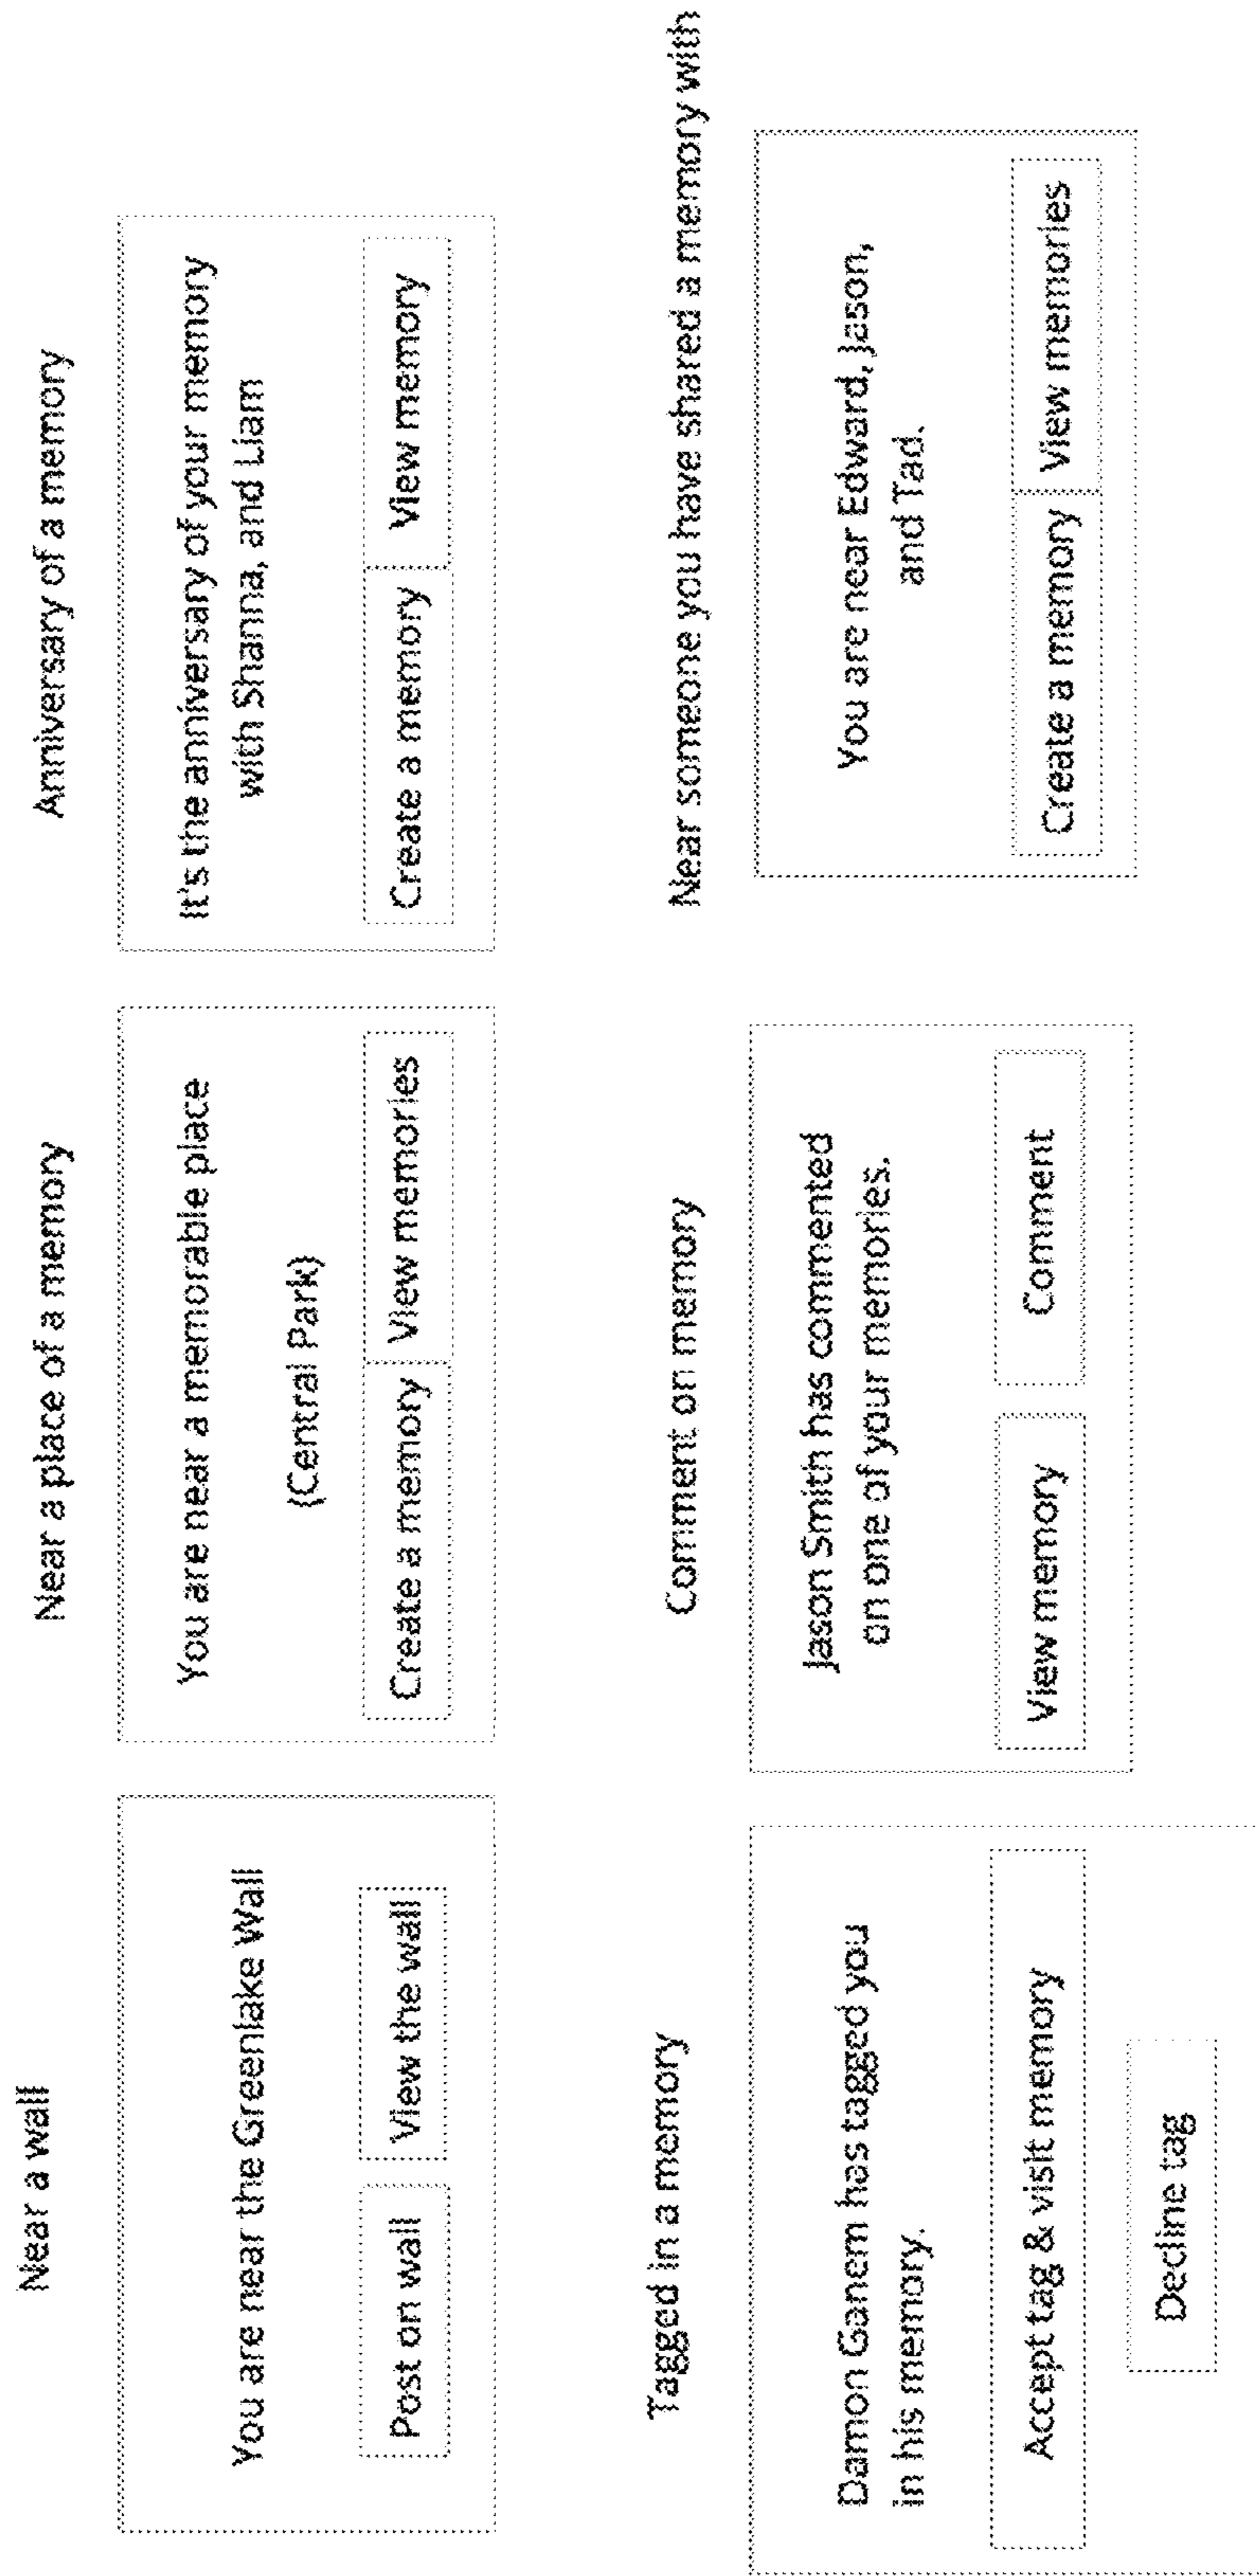 Near a wall
You are near the Greenlake Wall
Post on wall
View the wall
Near a place of a memory
You are near a memorable place
(Central Park)
Create a memory
View memories
Anniversary of a memory
It's the anniversary of your memory
with Shanna, and Liam
Create a memory
View memory
Tagged in a memory
Damon Ganem has tagged you
in his memory.
Accept tag & visit memory
Decline tag
Comment on memory
Jason Smith has commented
on one of your memories.
View memory
Comment
Near someone you have shared a memory with
You are near Edward, Jason,
and Tad.
Create a memory
View memories